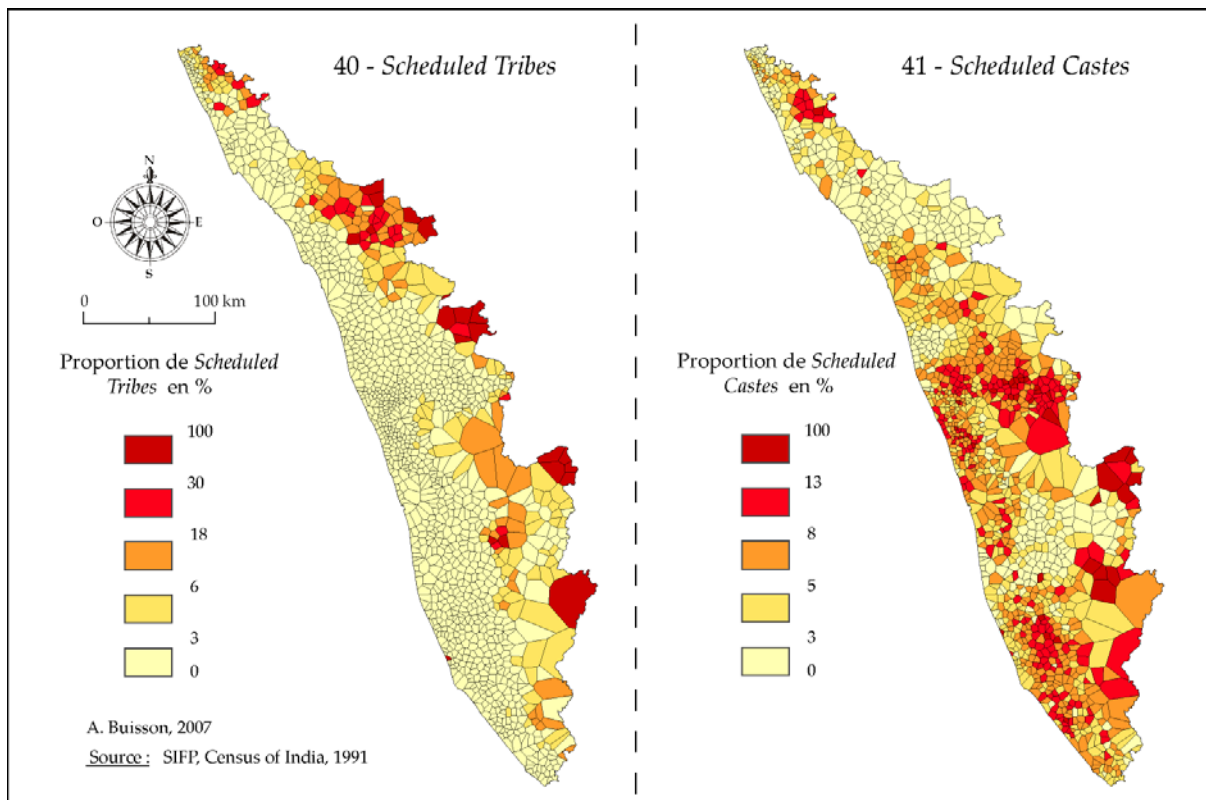 40 - Scheduled Tribes
N
O
E
S
0
100 km
Proportion de Scheduled
Tribes en %
100
30
18
6
3
0
A. Buisson, 2007
Source : SIFP, Census of India, 1991
41 - Scheduled Castes
Proportion de Scheduled
Castes en %
100
13
8
5
3
0